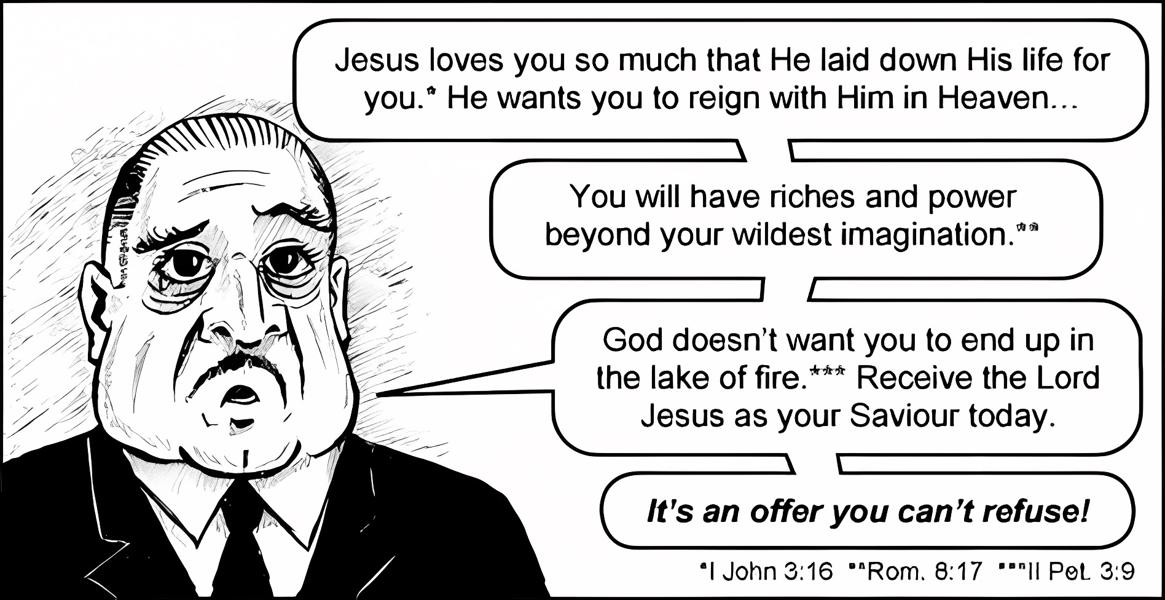 Jesus loves you so much that He laid down His life for
you.* He wants you to reign with Him in Heaven...
You will have riches and power
beyond your wildest imagination.**
God doesn't want you to end up in
the lake of fire.*** Receive the Lord
Jesus as your Saviour today.
It's an offer you can't refuse!
*I John 3:16 **Rom. 8:17 ***II Pet. 3:9